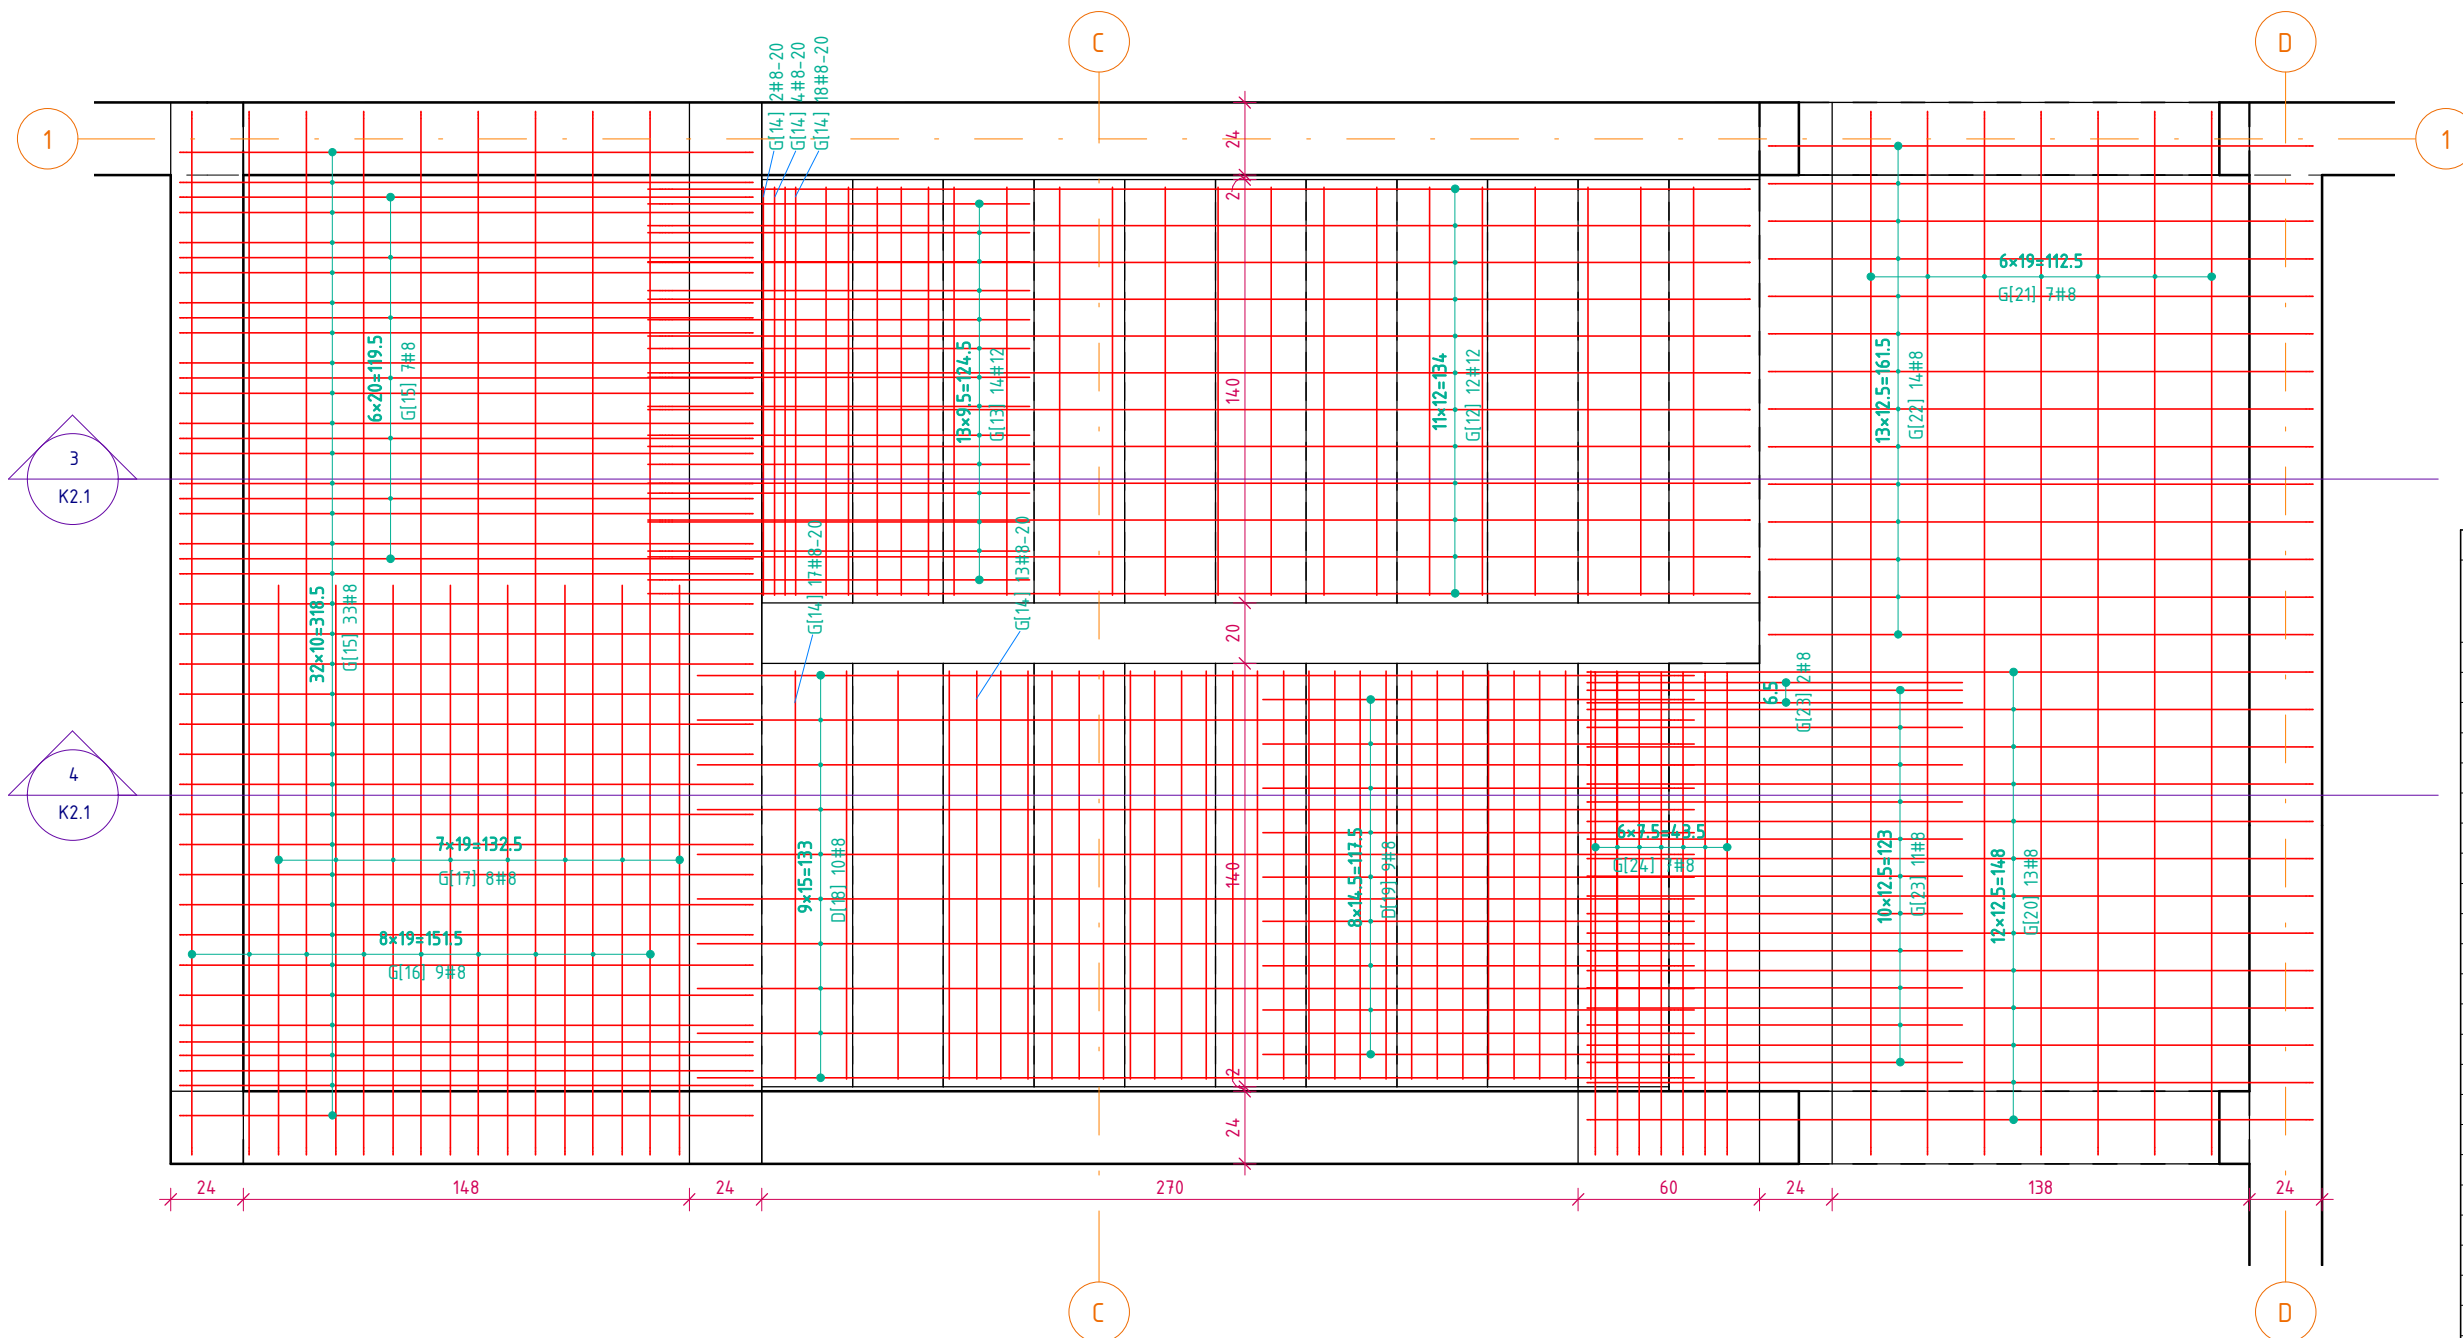 C
D
G[14] 2#8-20
G[14] 4#8-20
G[14] 18#8-20
1
1
24
2
6×19=112.5
G[21] 7#8
6×20=119.5
G[15] 7#8
13×9.5=124.5
G[13] 14#12
140
11×12=134
G[12] 12#12
13×12.5=161.5
G[22] 14#8
3
K2.1
G[14] 17#8-20
G[14] 13#8-20
32×10=318.5
G[15] 33#8
20
6.5
G[23] 2#8
4
K2.1
7×19=132.5
G[17] 8#8
9×15=133
D[18] 10#8
140
8×14.5=117.5
D[19] 9#8
6×7.5=43.5
G[24] 7#8
10×12.5=123
G[23] 11#8
12×12.5=148
G[20] 13#8
8×19=151.5
G[16] 9#8
2
24
24
148
24
270
60
24
138
24
C
D